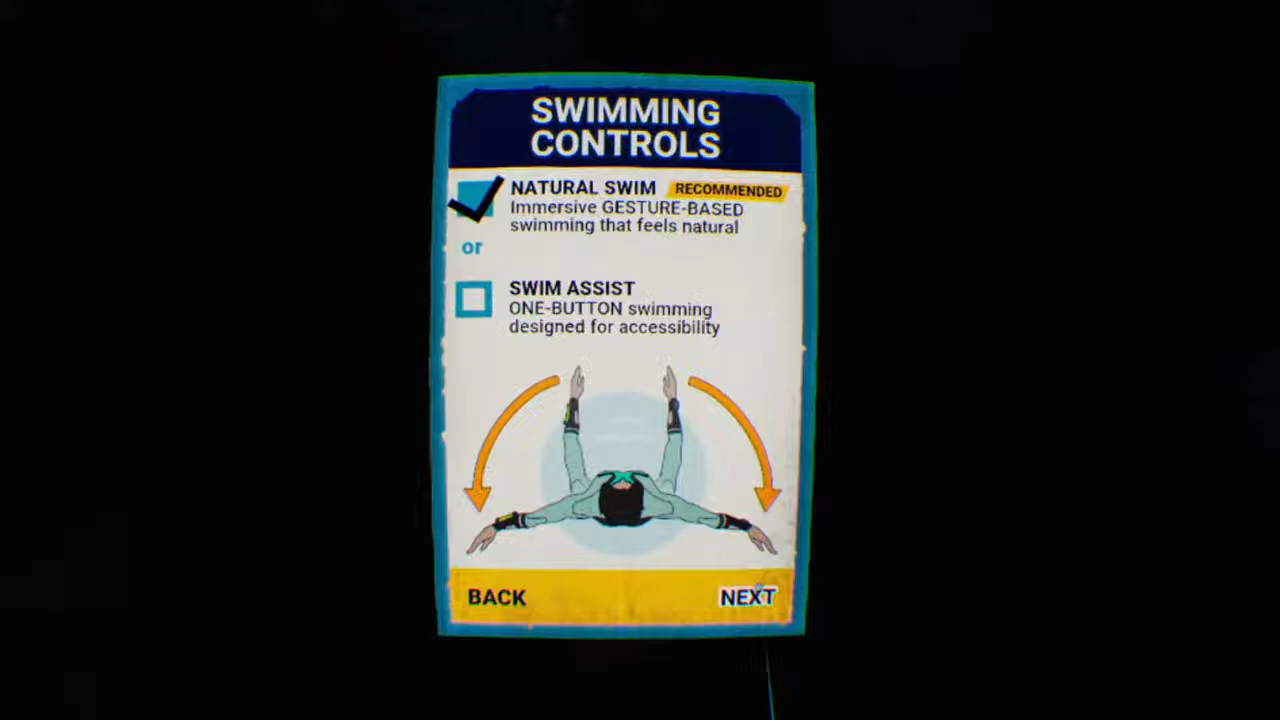 SWIMMING
CONTROLS
NATURAL SWIM RECOMMENDED
Immersive GESTURE-BASED
swimming that feels natural
or
SWIM ASSIST
ONE-BUTTON swimming
designed for accessibility
BACK NEXT